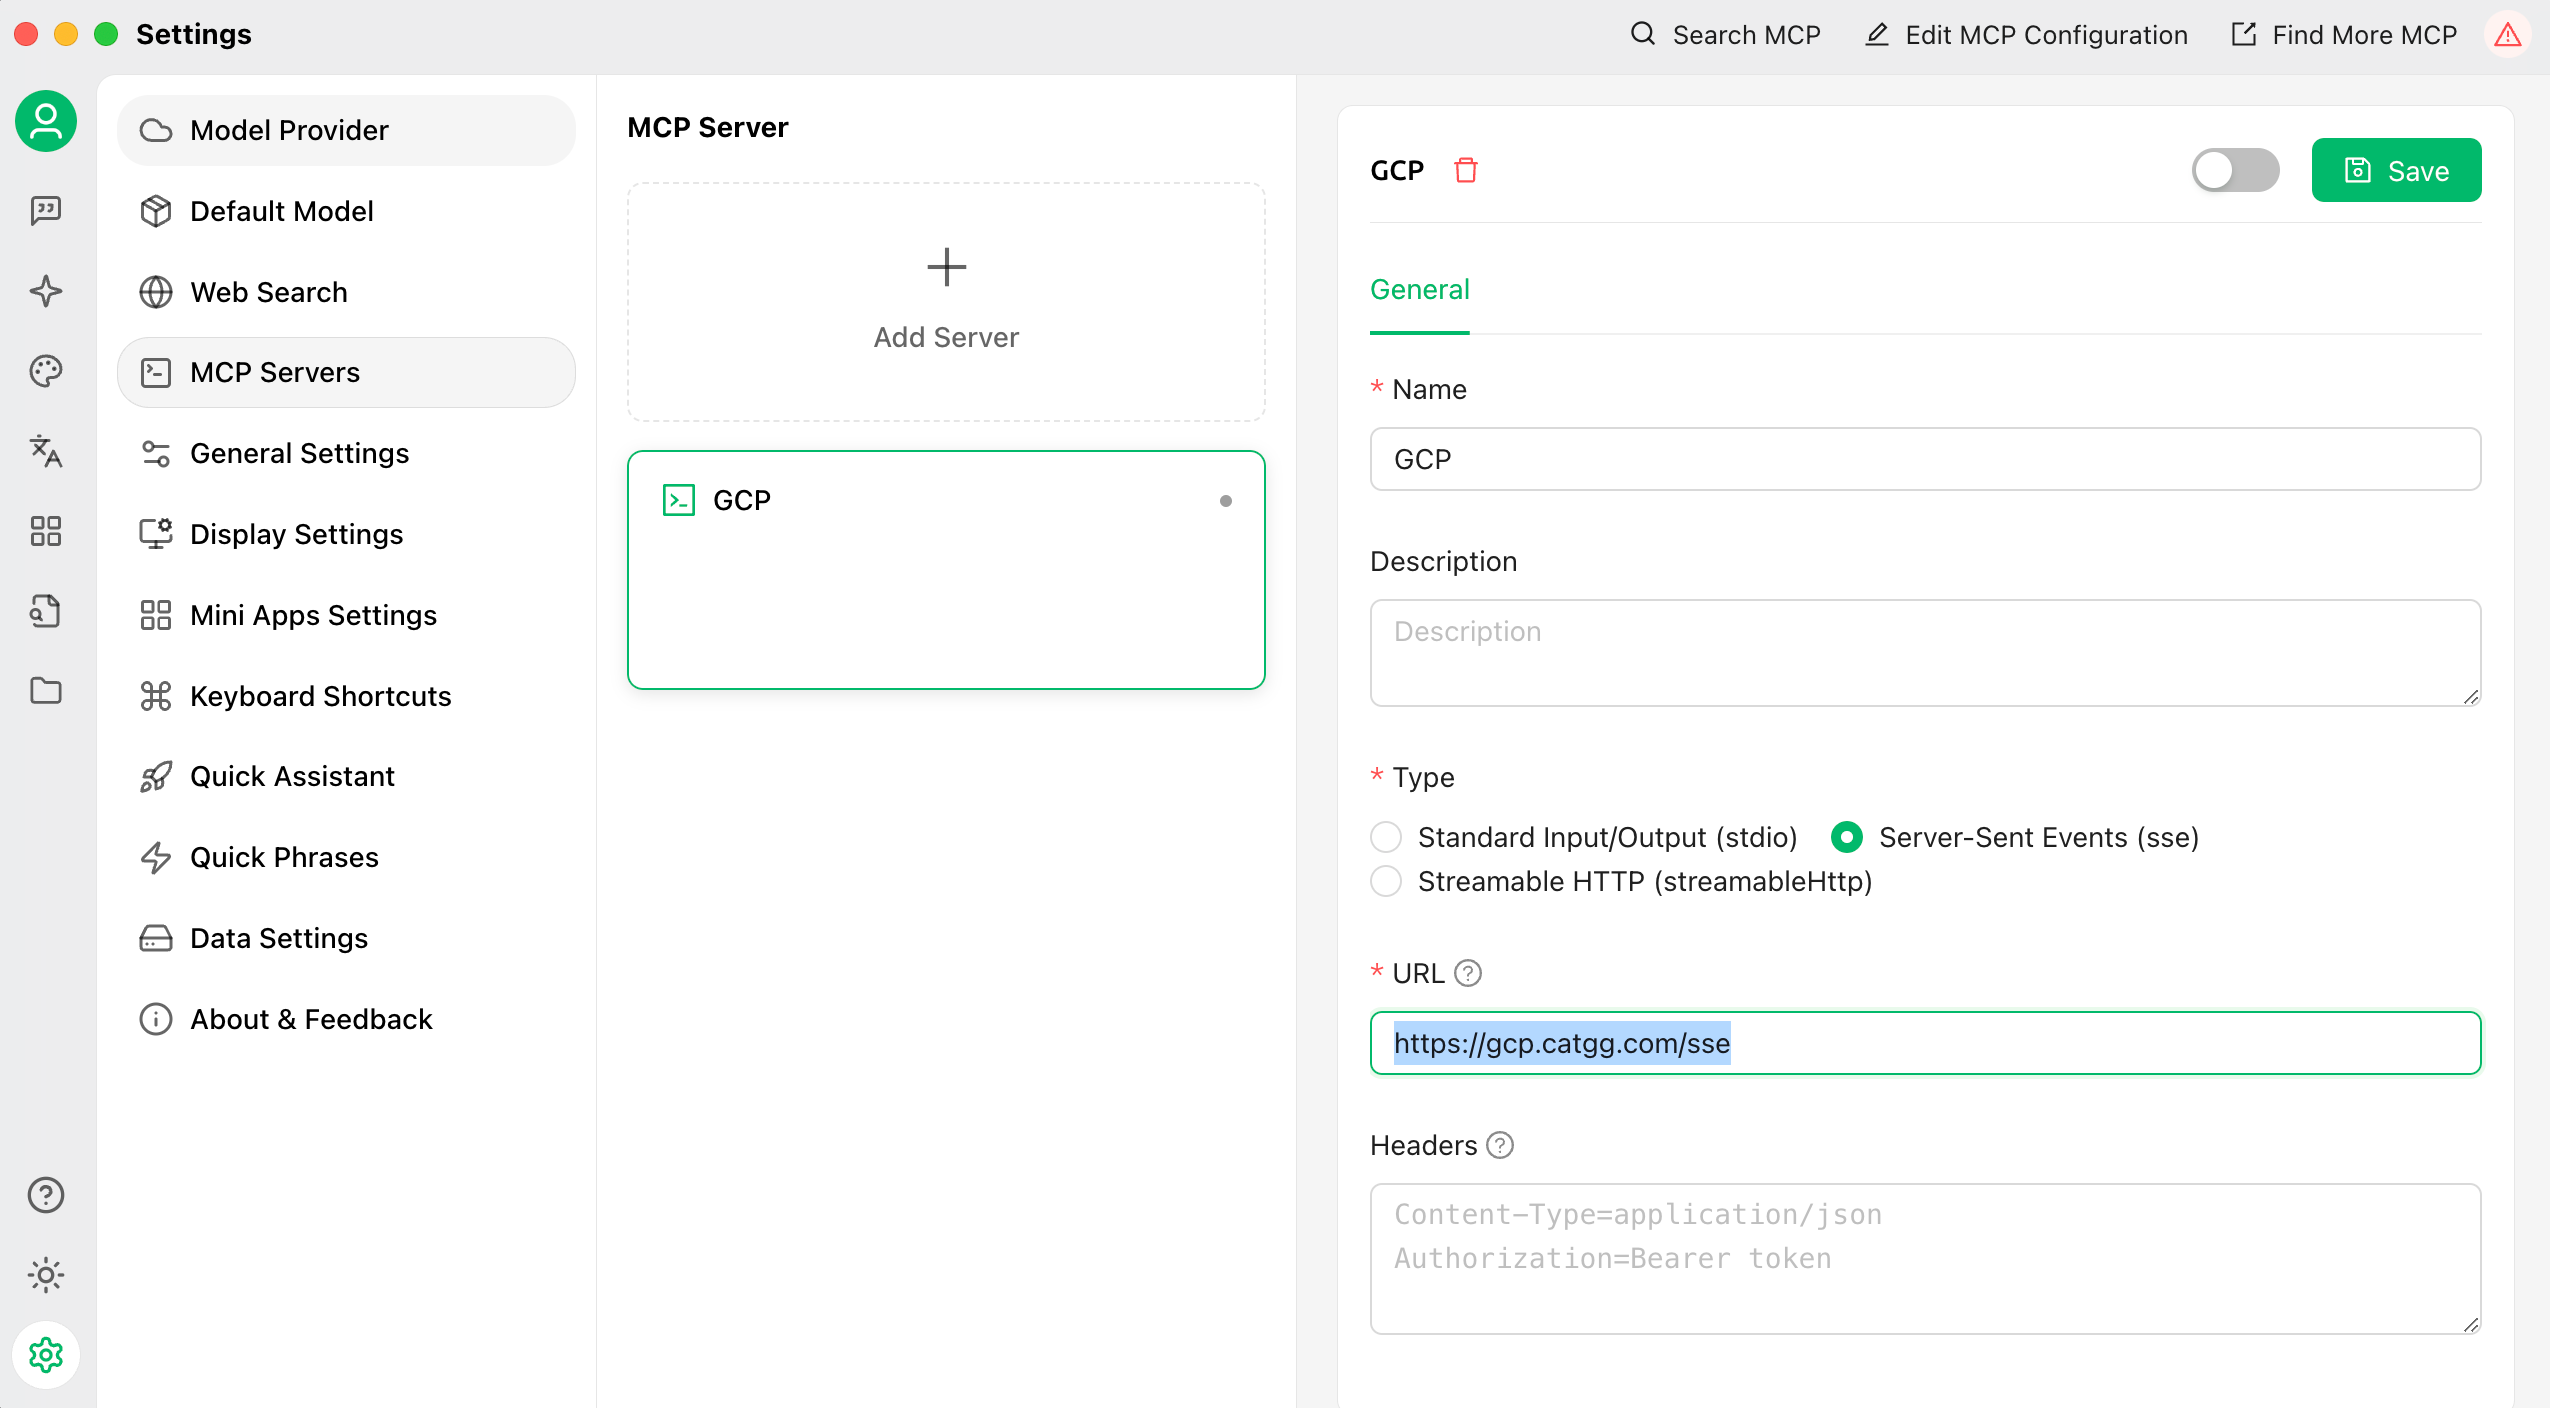 Settings
Search MCP
Edit MCP Configuration
Find More MCP
Model Provider
Default Model
Web Search
MCP Servers
General Settings
Display Settings
Mini Apps Settings
Keyboard Shortcuts
Quick Assistant
Quick Phrases
Data Settings
About & Feedback
MCP Server
Add Server
GCP
GCP
Save
General
* Name
GCP
Description
Description
* Type
Standard Input/Output (stdio)
Server-Sent Events (sse)
Streamable HTTP (streamableHttp)
* URL
https://gcp.catgg.com/sse
Headers
Content-Type=application/json
Authorization=Bearer token